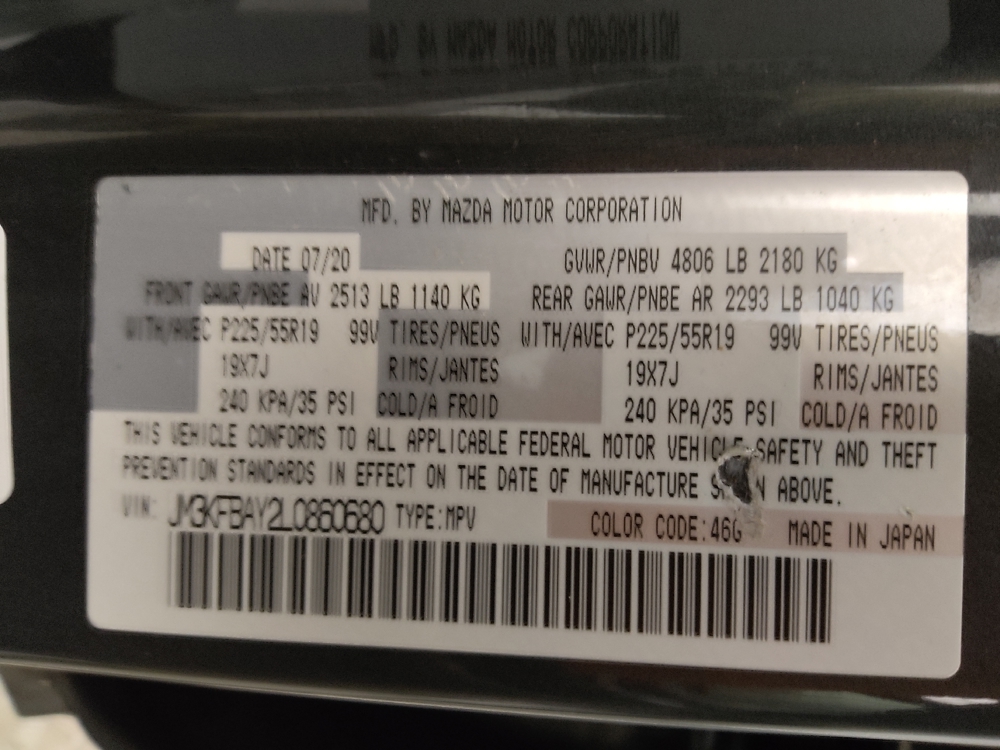 MFD. BY MAZDA MOTOR CORPORATION
DATE 07/20 GVWR/PNBV 4806 LB 2180 KG
FRONT GAWR/PNBE AV 2513 LB 1140 KG REAR GAWR/PNBE AR 2293 LB 1040 KG
WITH/AVEC P225/55R19 99V TIRES/PNEUS WITH/AVEC P225/55R19 99V TIRES/PNEUS
19X7J RIMS/JANTES 19X7J RIMS/JANTES
240 KPA/35 PSI COLD/A FROID 240 KPA/35 PSI COLD/A FROID
THIS VEHICLE CONFORMS TO ALL APPLICABLE FEDERAL MOTOR VEHICLE SAFETY AND THEFT
PREVENTION STANDARDS IN EFFECT ON THE DATE OF MANUFACTURE ABOVE.
VIN: JM3KFBAY2L0860680 TYPE:MPV COLOR CODE:46G MADE IN JAPAN